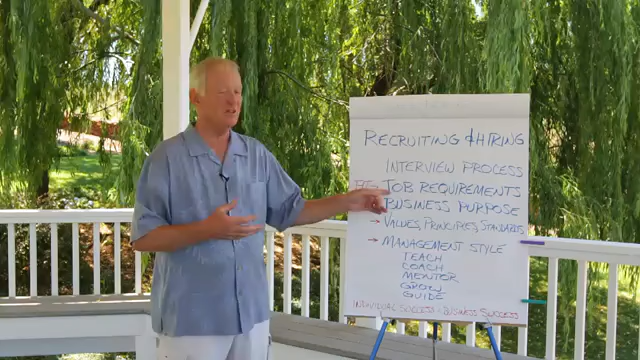 RECRUITING & HIRING
INTERVIEW PROCESS
JOB REQUIREMENTS
BUSINESS PURPOSE
→ VALUES, PRINCIPLES, STANDARDS
→ MANAGEMENT STYLE
TEACH
COACH
MENTOR
GROW
GUIDE
INDIVIDUAL SUCCESS = BUSINESS SUCCESS